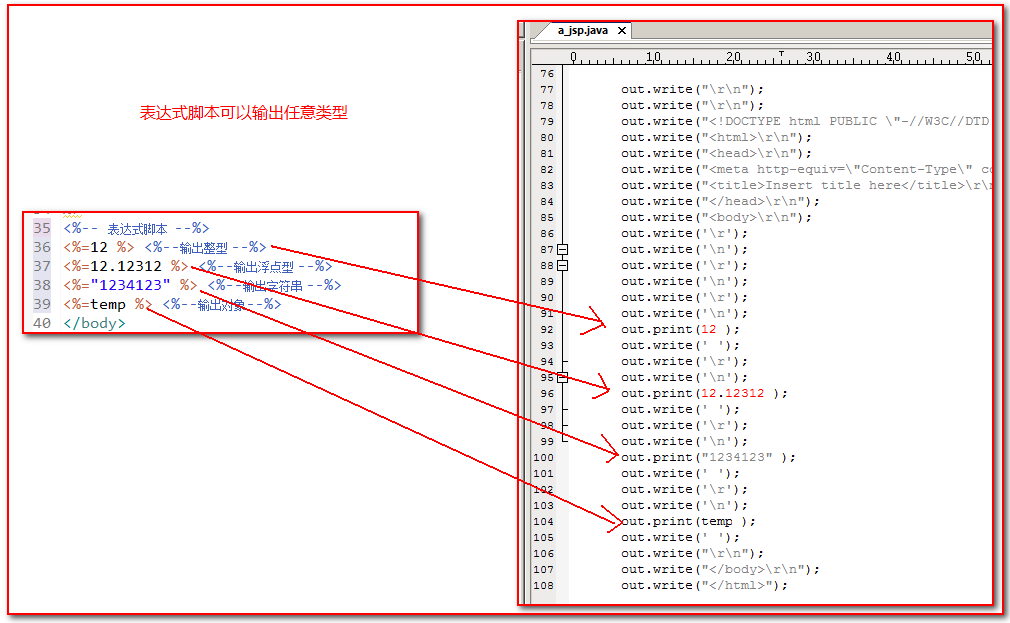 表达式脚本可以输出任意类型
35 <%-- 表达式脚本 --%>
36 <%=12 %> <%--输出整型 --%>
37 <%=12.12312 %> <%--输出浮点型 --%>
38 <%="1234123" %> <%--输出字符串 --%>
39 <%=temp %> <%--输出对象--%>
40 </body>
a_jsp.java
0 10 20 30 40 50
76
77 out.write("\r\n");
78 out.write("\r\n");
79 out.write("<!DOCTYPE html PUBLIC \"-//W3C//DTD
80 out.write("<html>\r\n");
81 out.write("<head>\r\n");
82 out.write("<meta http-equiv=\"Content-Type\" co
83 out.write("<title>Insert title here</title>\r\n
84 out.write("</head>\r\n");
85 out.write("<body>\r\n");
86 out.write('\r');
87 out.write('\n');
88 out.write('\r');
89 out.write('\n');
90 out.write('\r');
91 out.write('\n');
92 out.print(12 );
93 out.write(' ');
94 out.write('\r');
95 out.write('\n');
96 out.print(12.12312 );
97 out.write(' ');
98 out.write('\r');
99 out.write('\n');
100 out.print("1234123" );
101 out.write(' ');
102 out.write('\r');
103 out.write('\n');
104 out.print(temp );
105 out.write(' ');
106 out.write("\r\n");
107 out.write("</body>\r\n");
108 out.write("</html>");